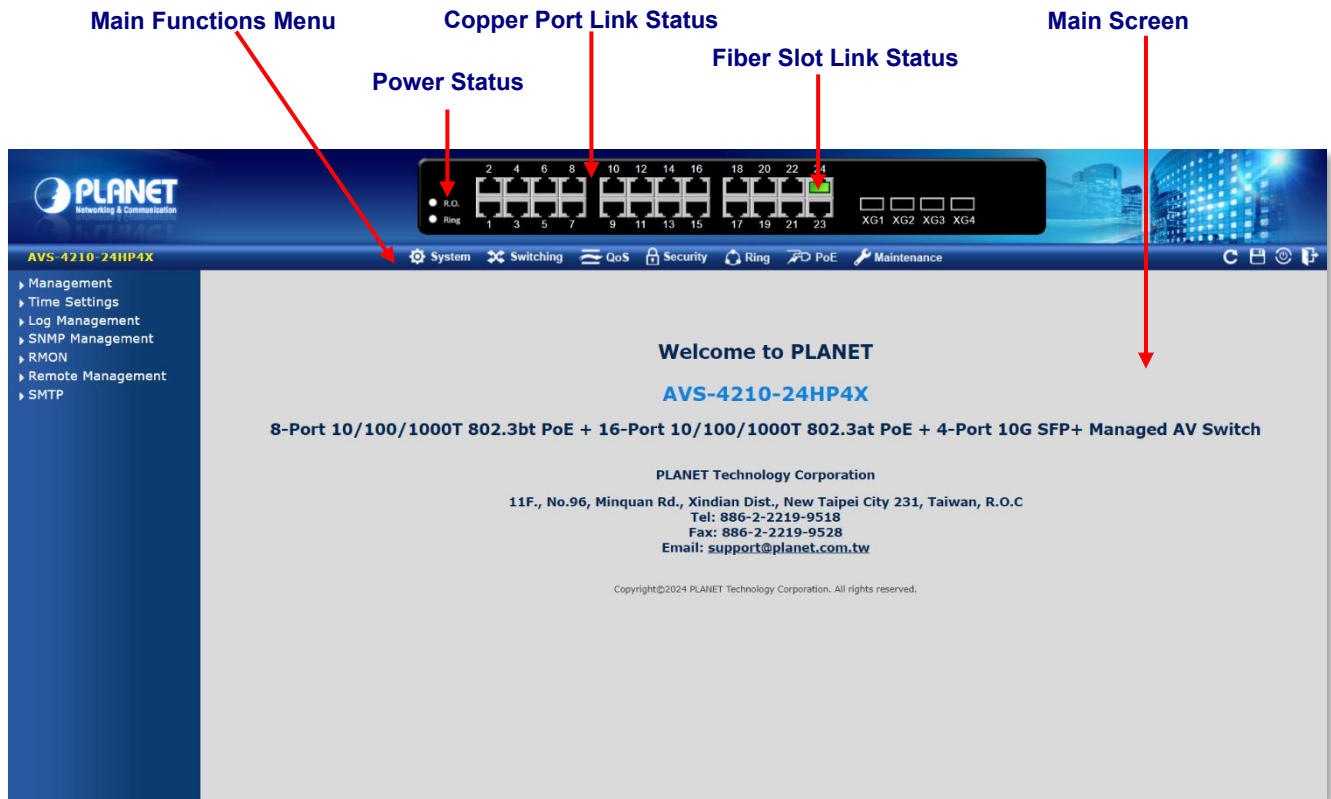 Main Functions Menu
Copper Port Link Status
Main Screen
Fiber Slot Link Status
Power Status
PLANET
Networking & Communication
2 4 6 8 10 12 14 16 18 20 22 24
R.O.
Ring
1 3 5 7 9 11 13 15 17 19 21 23
XG1 XG2 XG3 XG4
AVS-4210-24HP4X
System Switching QoS Security Ring PoE Maintenance
Management
Time Settings
Log Management
SNMP Management
RMON
Remote Management
SMTP
Welcome to PLANET
AVS-4210-24HP4X
8-Port 10/100/1000T 802.3bt PoE + 16-Port 10/100/1000T 802.3at PoE + 4-Port 10G SFP+ Managed AV Switch
PLANET Technology Corporation
11F., No.96, Minquan Rd., Xindian Dist., New Taipei City 231, Taiwan, R.O.C
Tel: 886-2-2219-9518
Fax: 886-2-2219-9528
Email: support@planet.com.tw
Copyright©2024 PLANET Technology Corporation. All rights reserved.